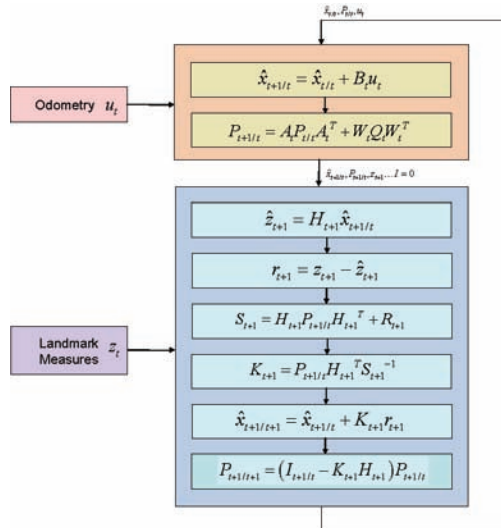 x̂_{t/t}, P_{t/t}, u_t
x̂_{t+1/t} = x̂_{t/t} + B_t u_t
Odometry u_t
P_{t+1/t} = A_t P_{t/t} A_t^T + W_t Q_t W_t^T
x̂_{t+1/t}, P_{t+1/t}, z_{t+1} ... I = 0
ẑ_{t+1} = H_{t+1} x̂_{t+1/t}
r_{t+1} = z_{t+1} − ẑ_{t+1}
S_{t+1} = H_{t+1} P_{t+1/t} H_{t+1}^T + R_{t+1}
Landmark
Measures z_t
K_{t+1} = P_{t+1/t} H_{t+1}^T S_{t+1}^{-1}
x̂_{t+1/t+1} = x̂_{t+1/t} + K_{t+1} r_{t+1}
P_{t+1/t+1} = (I_{t+1/t} − K_{t+1} H_{t+1}) P_{t+1/t}